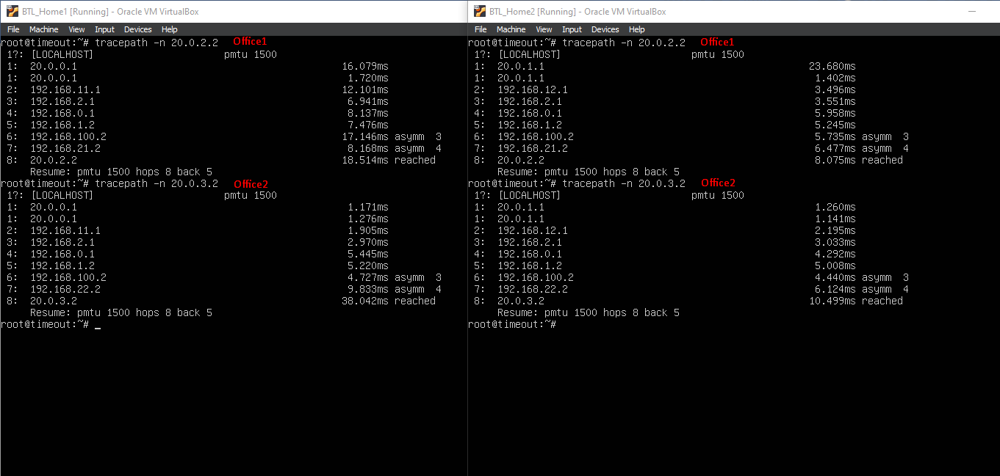 BTL_Home1 [Running] - Oracle VM VirtualBox
File Machine View Input Devices Help
root@timeout:~# tracepath -n 20.0.2.2 Office1
1?: [LOCALHOST] pmtu 1500
1: 20.0.0.1 16.079ms
1: 20.0.0.1 1.720ms
2: 192.168.11.1 12.101ms
3: 192.168.2.1 6.941ms
4: 192.168.0.1 8.137ms
5: 192.168.1.2 7.476ms
6: 192.168.100.2 17.146ms asymm 3
7: 192.168.21.2 8.168ms asymm 4
8: 20.0.2.2 18.514ms reached
Resume: pmtu 1500 hops 8 back 5
root@timeout:~# tracepath -n 20.0.3.2 Office2
1?: [LOCALHOST] pmtu 1500
1: 20.0.0.1 1.171ms
1: 20.0.0.1 1.276ms
2: 192.168.11.1 1.905ms
3: 192.168.2.1 2.970ms
4: 192.168.0.1 5.445ms
5: 192.168.1.2 5.220ms
6: 192.168.100.2 4.727ms asymm 3
7: 192.168.22.2 9.833ms asymm 4
8: 20.0.3.2 38.042ms reached
Resume: pmtu 1500 hops 8 back 5
root@timeout:~# _
BTL_Home2 [Running] - Oracle VM VirtualBox
File Machine View Input Devices Help
root@timeout:~# tracepath -n 20.0.2.2 Office1
1?: [LOCALHOST] pmtu 1500
1: 20.0.1.1 23.680ms
1: 20.0.1.1 1.402ms
2: 192.168.12.1 3.496ms
3: 192.168.2.1 3.551ms
4: 192.168.0.1 5.958ms
5: 192.168.1.2 5.245ms
6: 192.168.100.2 5.735ms asymm 3
7: 192.168.21.2 6.477ms asymm 4
8: 20.0.2.2 8.075ms reached
Resume: pmtu 1500 hops 8 back 5
root@timeout:~# tracepath -n 20.0.3.2 Office2
1?: [LOCALHOST] pmtu 1500
1: 20.0.1.1 1.260ms
1: 20.0.1.1 1.141ms
2: 192.168.12.1 2.195ms
3: 192.168.2.1 3.033ms
4: 192.168.0.1 4.292ms
5: 192.168.1.2 5.008ms
6: 192.168.100.2 4.440ms asymm 3
7: 192.168.22.2 6.124ms asymm 4
8: 20.0.3.2 10.499ms reached
Resume: pmtu 1500 hops 8 back 5
root@timeout:~#